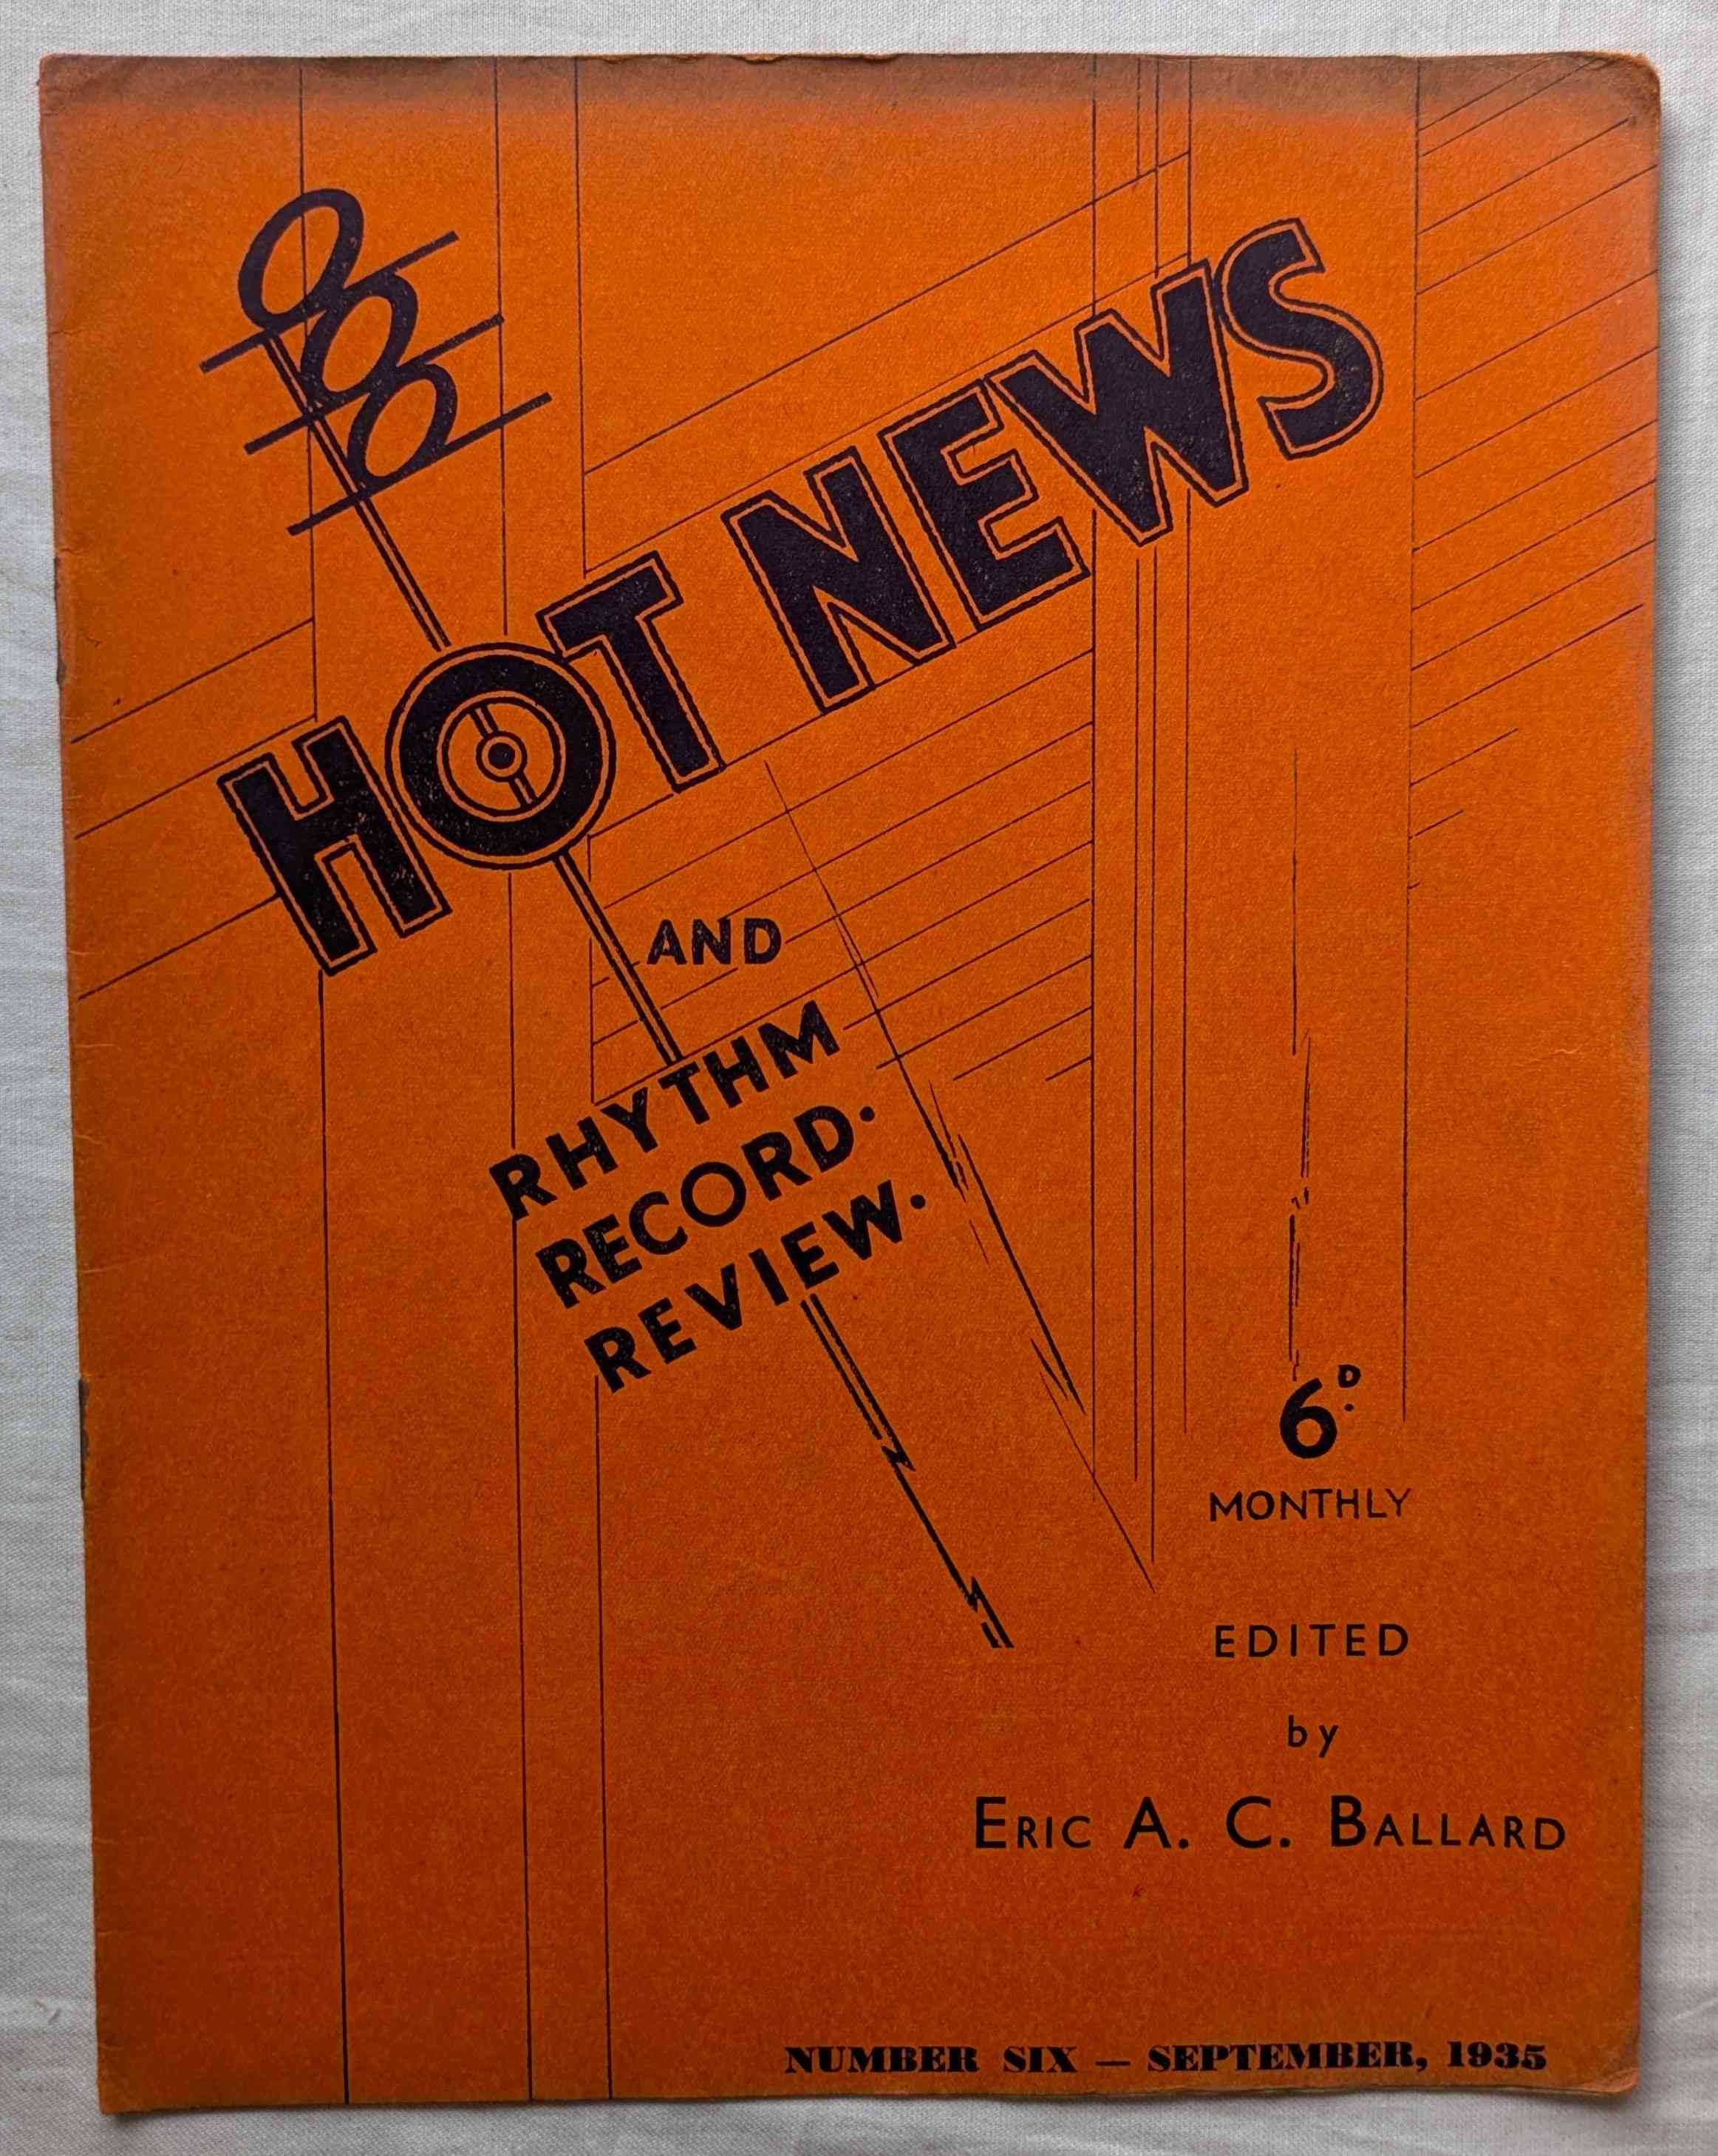 HOT NEWS
AND
RHYTHM
RECORD.
REVIEW.
6D.
MONTHLY
EDITED
by
ERIC A. C. BALLARD
NUMBER SIX — SEPTEMBER, 1935